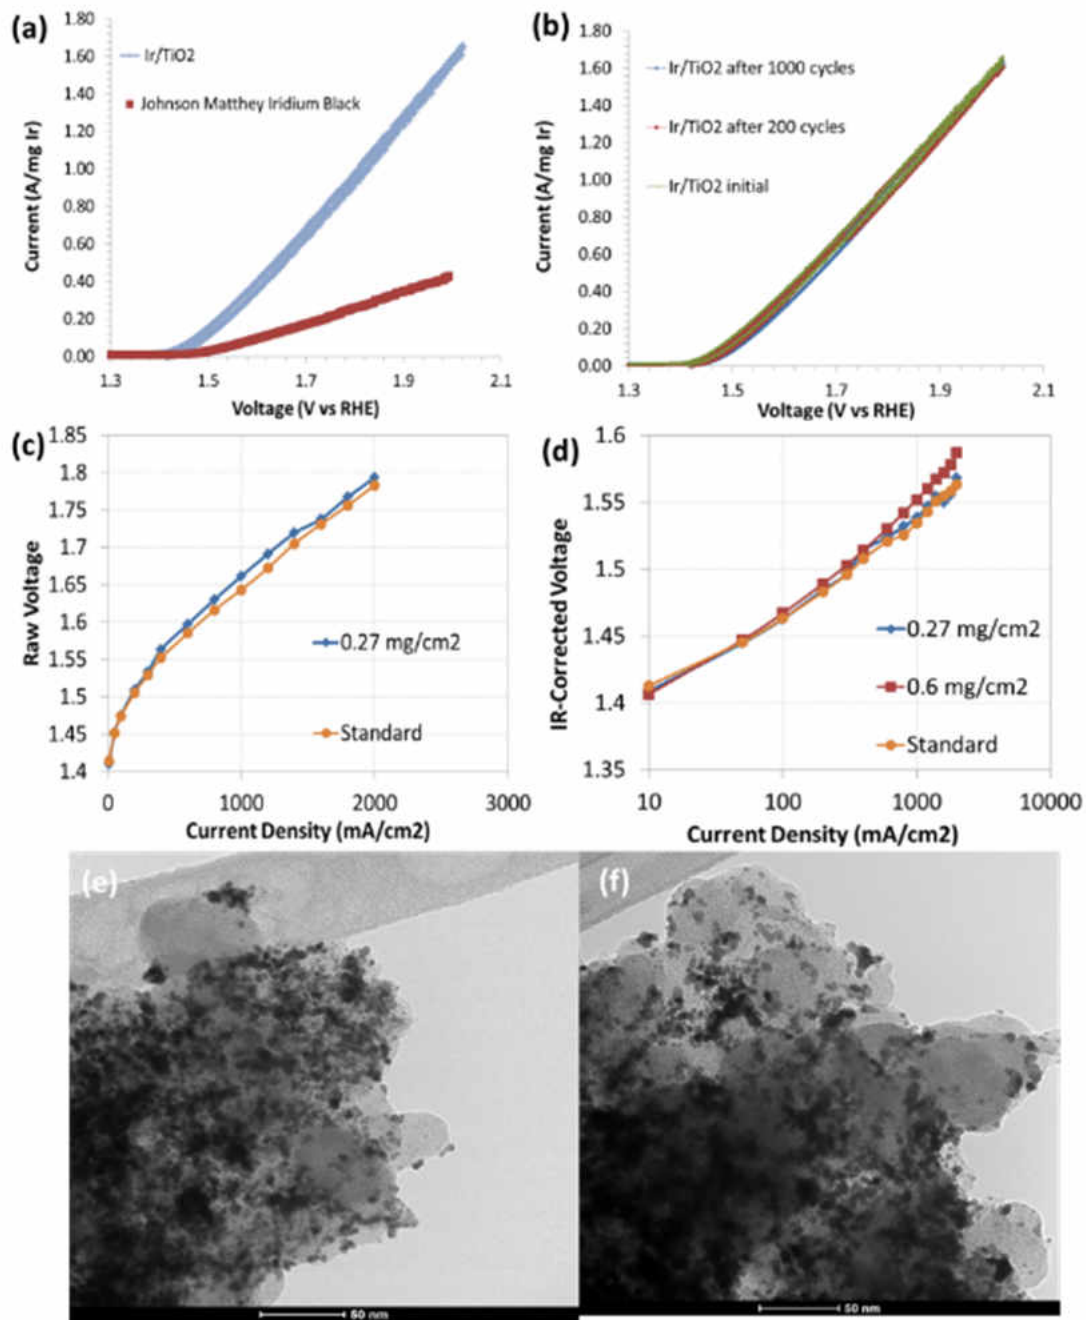 (a)
1.80
1.60
1.40
1.20
1.00
0.80
0.60
0.40
0.20
0.00
Current (A/mg Ir)
Ir/TiO2
Johnson Matthey Iridium Black
1.3 1.5 1.7 1.9 2.1
Voltage (V vs RHE)
(b)
1.80
1.60
1.40
1.20
1.00
0.80
0.60
0.40
0.20
0.00
Current (A/mg Ir)
Ir/TiO2 after 1000 cycles
Ir/TiO2 after 200 cycles
Ir/TiO2 initial
1.3 1.5 1.7 1.9 2.1
Voltage (V vs RHE)
(c)
1.85
1.8
1.75
1.7
1.65
1.6
1.55
1.5
1.45
1.4
Raw Voltage
0.27 mg/cm2
Standard
0 1000 2000 3000
Current Density (mA/cm2)
(d)
1.6
1.55
1.5
1.45
1.4
1.35
IR-Corrected Voltage
0.27 mg/cm2
0.6 mg/cm2
Standard
10 100 1000 10000
Current Density (mA/cm2)
(e)
50 nm
(f)
50 nm